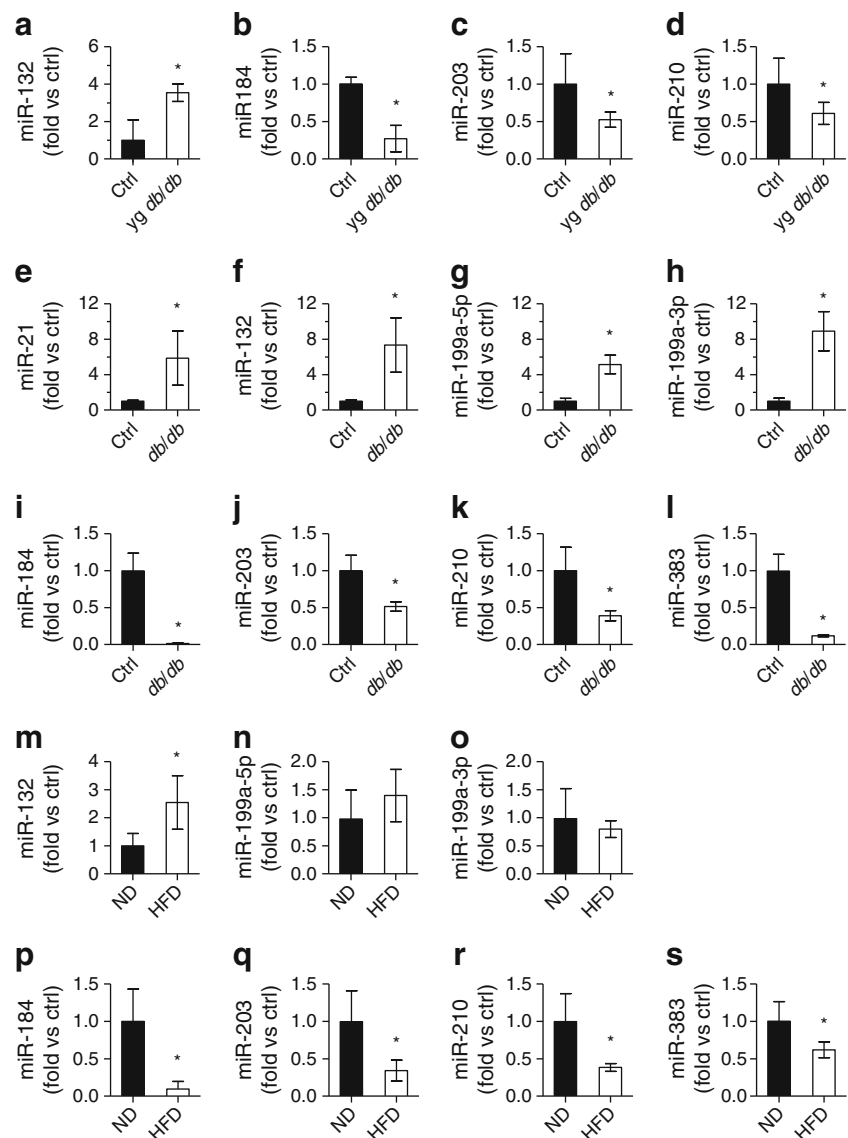 a
miR-132
(fold vs ctrl)
6
4
2
0
Ctrl
yg db/db
b
miR184
(fold vs ctrl)
1.5
1.0
0.5
0.0
Ctrl
yg db/db
*
c
miR-203
(fold vs ctrl)
1.5
1.0
0.5
0.0
*
Ctrl
yg db/db
d
miR-210
(fold vs ctrl)
1.5
1.0
0.5
0.0
*
Ctrl
yg db/db
*
e
miR-21
(fold vs ctrl)
12
8
4
0
*
Ctrl
db/db
f
miR-132
(fold vs ctrl)
12
8
4
0
*
Ctrl
db/db
g
miR-199a-5p
(fold vs ctrl)
12
8
4
0
*
Ctrl
db/db
h
miR-199a-3p
(fold vs ctrl)
12
8
4
0
*
Ctrl
db/db
i
miR-184
(fold vs ctrl)
1.5
1.0
0.5
0.0
*
Ctrl
db/db
j
miR-203
(fold vs ctrl)
1.5
1.0
0.5
0.0
*
Ctrl
db/db
k
miR-210
(fold vs ctrl)
1.5
1.0
0.5
0.0
*
Ctrl
db/db
l
miR-383
(fold vs ctrl)
1.5
1.0
0.5
0.0
*
Ctrl
db/db
m
miR-132
(fold vs ctrl)
4
3
2
1
0
*
ND
HFD
n
miR-199a-5p
(fold vs ctrl)
2.0
1.5
1.0
0.5
0.0
ND
HFD
o
miR-199a-3p
(fold vs ctrl)
2.0
1.5
1.0
0.5
0.0
ND
HFD
p
miR-184
(fold vs ctrl)
1.5
1.0
0.5
0.0
*
ND
HFD
q
miR-203
(fold vs ctrl)
1.5
1.0
0.5
0.0
*
ND
HFD
r
miR-210
(fold vs ctrl)
1.5
1.0
0.5
0.0
*
ND
HFD
s
miR-383
(fold vs ctrl)
1.5
1.0
0.5
0.0
*
ND
HFD